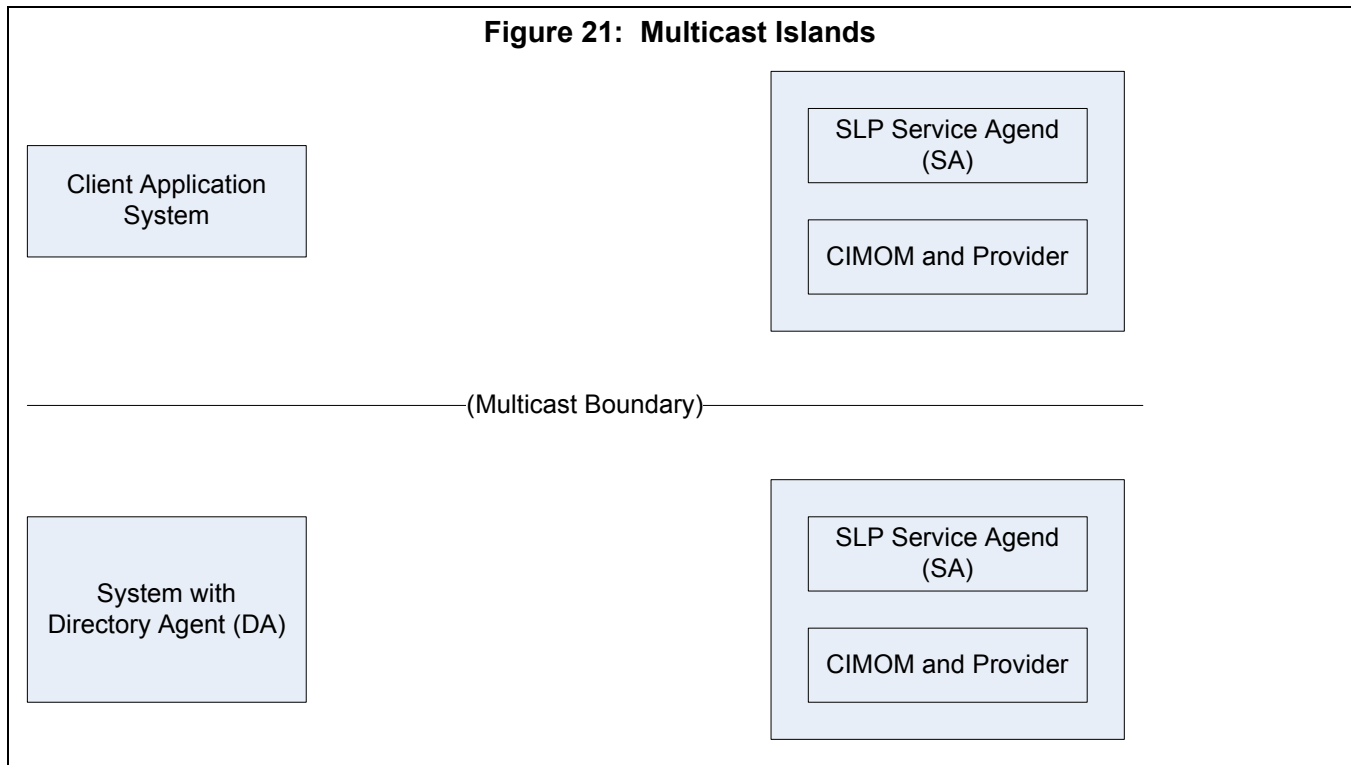 Figure 21: Multicast Islands
Client Application
System
SLP Service Agend
(SA)
CIMOM and Provider
(Multicast Boundary)
System with
Directory Agent (DA)
SLP Service Agend
(SA)
CIMOM and Provider